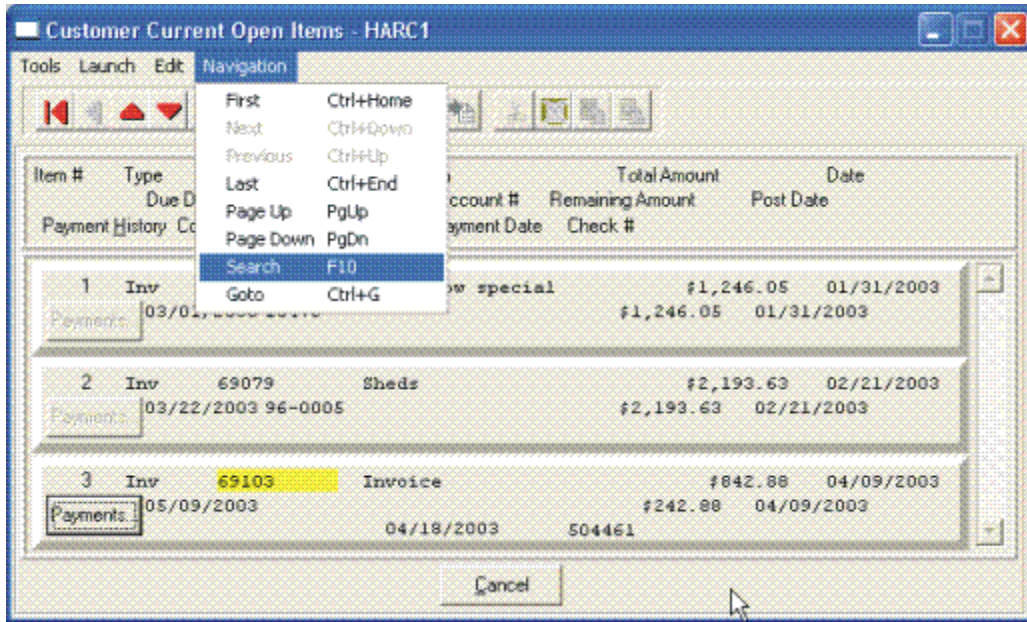 Customer Current Open Items - HARC1
Tools Launch Edit Navigation
First Ctrl+Home
Next Ctrl+Down
Previous Ctrl+Up
Last Ctrl+End
Page Up PgUp
Page Down PgDn
Search F10
Goto Ctrl+G
Item # Type Total Amount Date
Due D ccount # Remaining Amount Post Date
Payment History Co ayment Date Check #
1 Inv ow special $1,246.05 01/31/2003
Payments... 03/01/ $1,246.05 01/31/2003
2 Inv 69079 Sheds $2,193.63 02/21/2003
Payments... 03/22/2003 96-0005 $2,193.63 02/21/2003
3 Inv 69103 Invoice $842.88 04/09/2003
Payments... 05/09/2003 $242.88 04/09/2003
04/18/2003 504461
Cancel